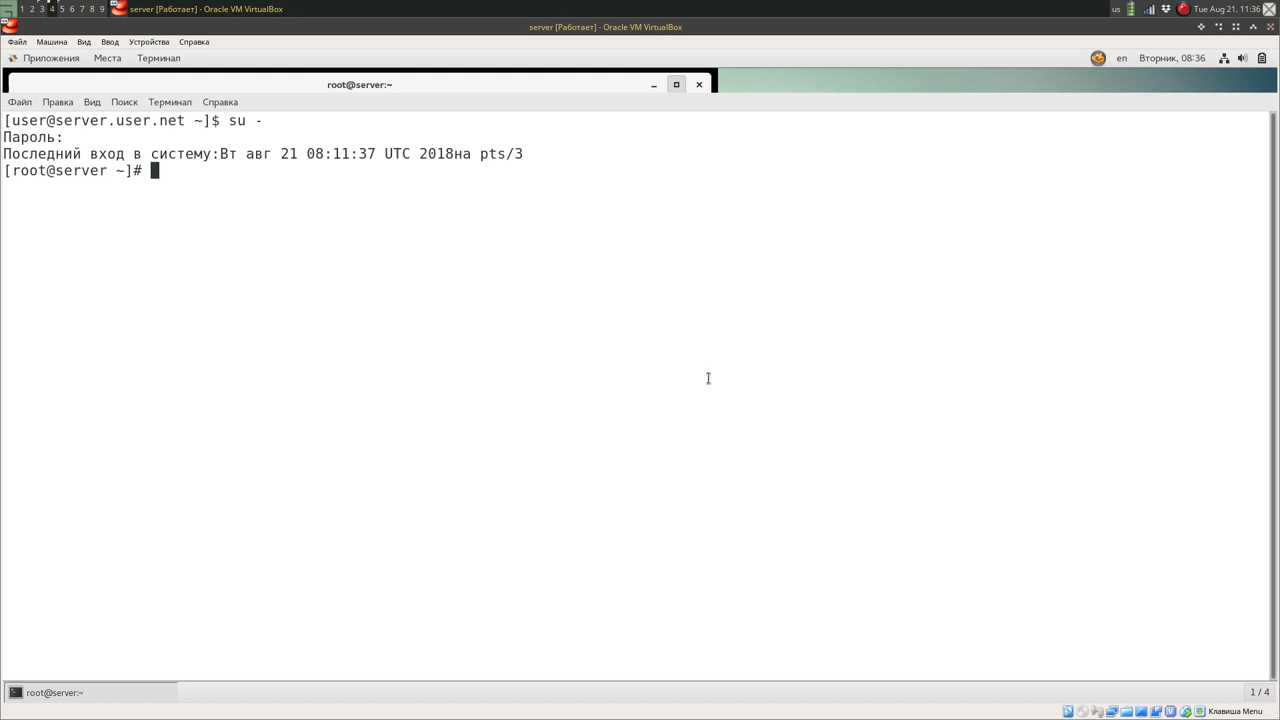 1 2 3 4 5 6 7 8 9 server [Работает] - Oracle VM VirtualBox us Tue Aug 21, 11:36
server [Работает] - Oracle VM VirtualBox
Файл Машина Вид Ввод Устройства Справка
Приложения Места Терминал en Вторник, 08:36
root@server:~
Файл Правка Вид Поиск Терминал Справка
[user@server.user.net ~]$ su -
Пароль:
Последний вход в систему:Вт авг 21 08:11:37 UTC 2018на pts/3
[root@server ~]#
root@server:~ 1 / 4
Клавиша Menu